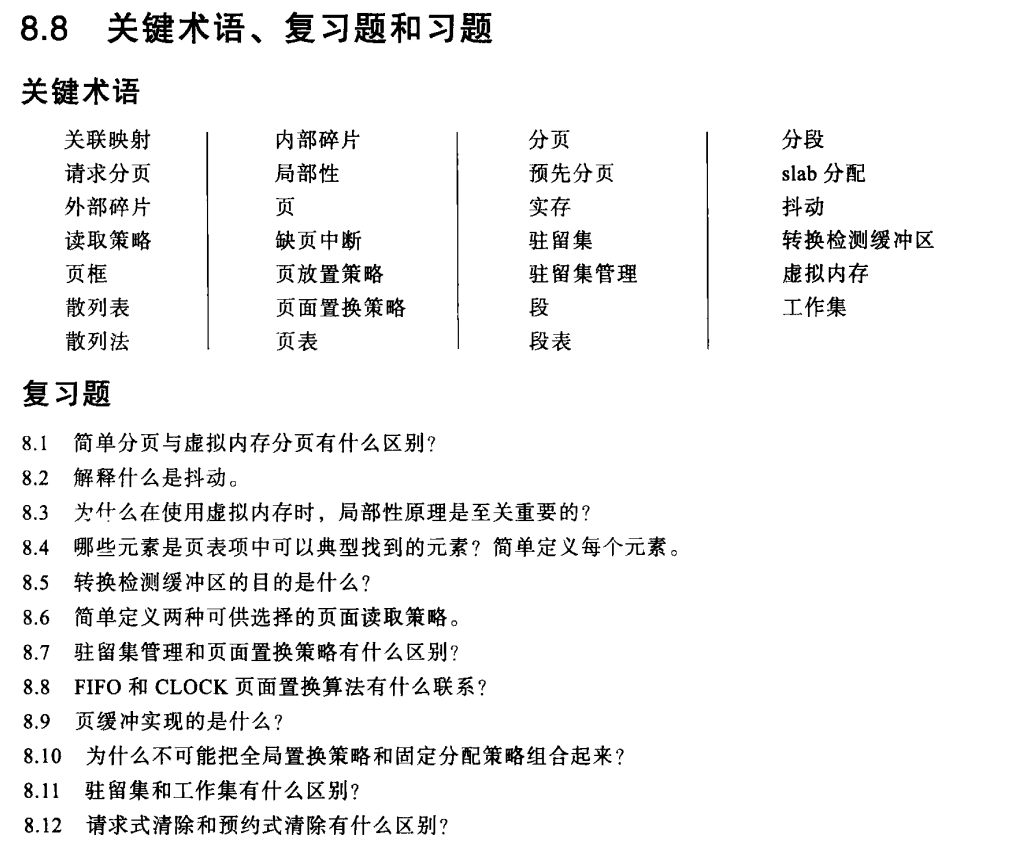 8.8 关键术语、复习题和习题
关键术语
关联映射 内部碎片 分页 分段
请求分页 局部性 预先分页 slab 分配
外部碎片 页 实存 抖动
读取策略 缺页中断 驻留集 转换检测缓冲区
页框 页放置策略 驻留集管理 虚拟内存
散列表 页面置换策略 段 工作集
散列法 页表 段表
复习题
8.1 简单分页与虚拟内存分页有什么区别?
8.2 解释什么是抖动。
8.3 为什么在使用虚拟内存时，局部性原理是至关重要的?
8.4 哪些元素是页表项中可以典型找到的元素? 简单定义每个元素。
8.5 转换检测缓冲区的目的是什么?
8.6 简单定义两种可供选择的页面读取策略。
8.7 驻留集管理和页面置换策略有什么区别?
8.8 FIFO 和 CLOCK 页面置换算法有什么联系?
8.9 页缓冲实现的是什么?
8.10 为什么不可能把全局置换策略和固定分配策略组合起来?
8.11 驻留集和工作集有什么区别?
8.12 请求式清除和预约式清除有什么区别?